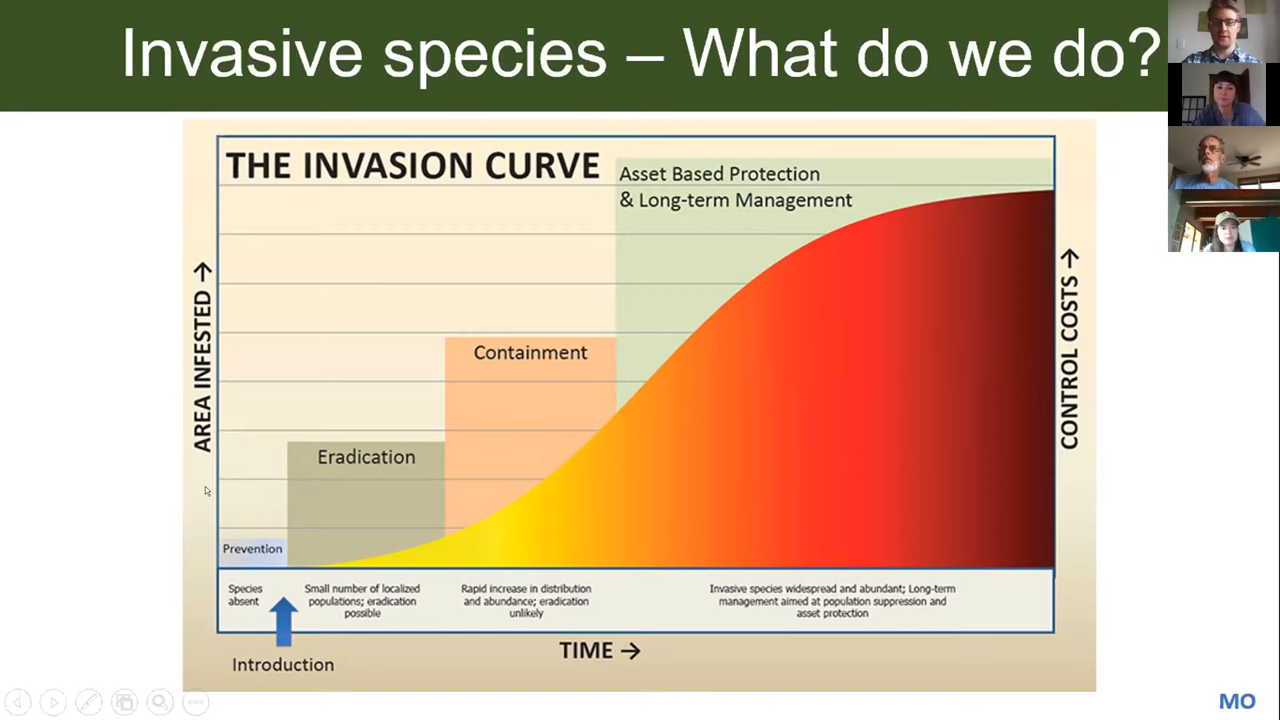 Invasive species – What do we do?
THE INVASION CURVE
Asset Based Protection
& Long-term Management
Containment
Eradication
Prevention
AREA INFESTED →
CONTROL COSTS →
Species
absent
Small number of localized
populations; eradication
possible
Rapid increase in distribution
and abundance; eradication
unlikely
Invasive species widespread and abundant; Long-term
management aimed at population suppression and
asset protection
TIME →
Introduction
MO